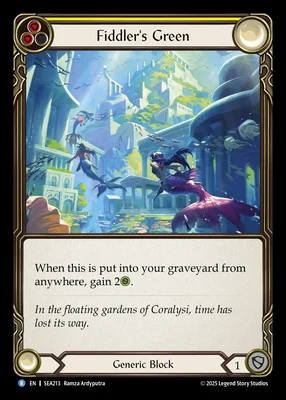 Fiddler's Green
When this is put into your graveyard from
anywhere, gain 2.
In the floating gardens of Coralysi, time has
lost its way.
Generic Block
1
R EN | SEA213 Ramza Ardyputra
© 2025 Legend Story Studios